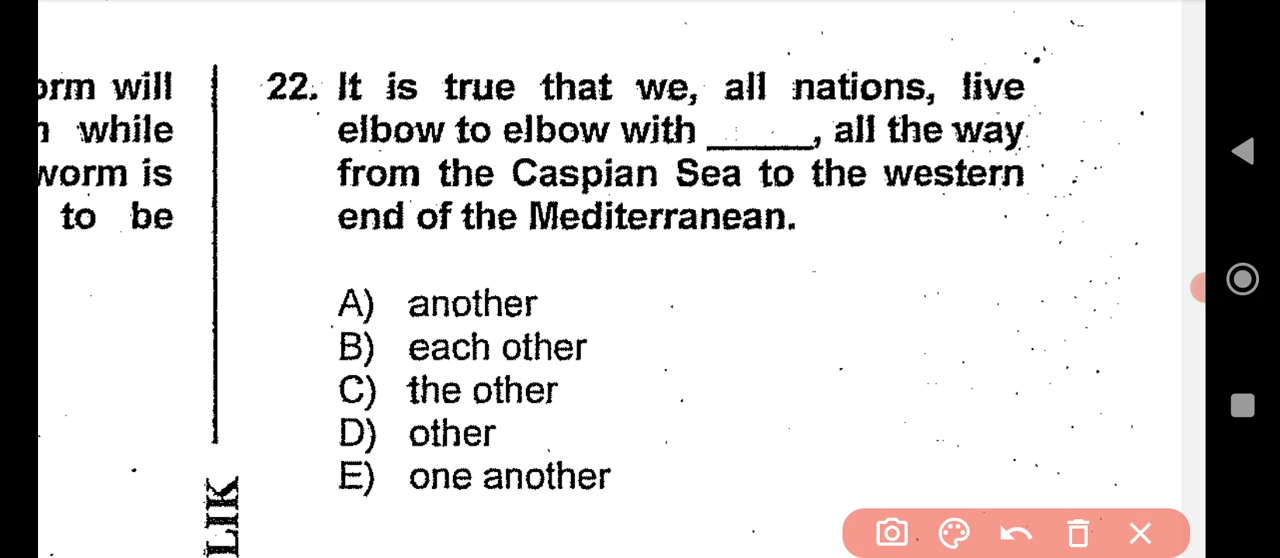 orm will
while
worm is
to be
22. It is true that we, all nations, live
elbow to elbow with _____, all the way
from the Caspian Sea to the western
end of the Mediterranean.
A) another
B) each other
C) the other
D) other
E) one another
LIK